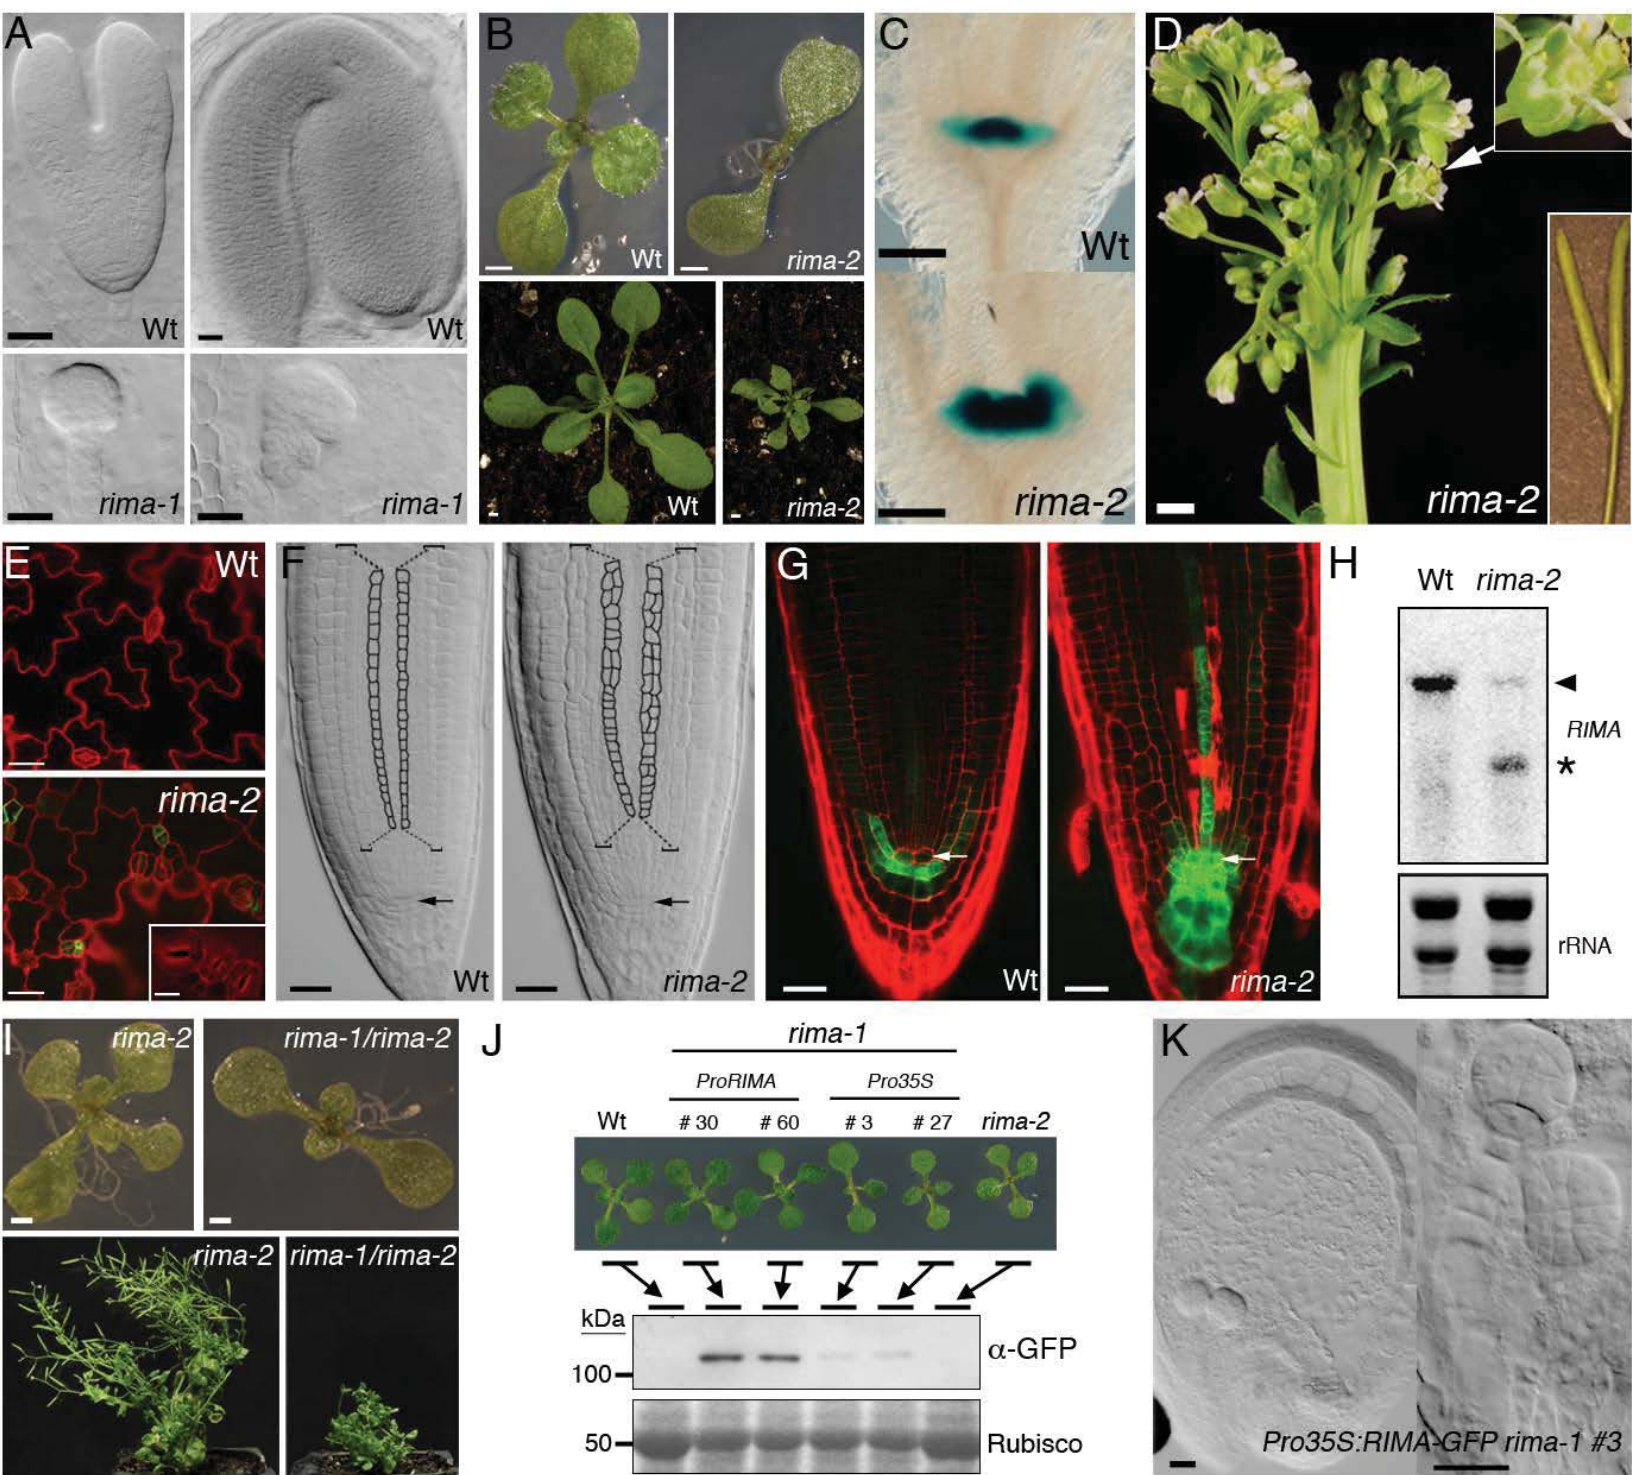 A
Wt
Wt
rima-1
rima-1
B
Wt
rima-2
Wt
rima-2
C
Wt
rima-2
D
rima-2
E
Wt
rima-2
F
Wt
rima-2
G
Wt
rima-2
H
Wt rima-2
RIMA
*
rRNA
I
rima-2
rima-1/rima-2
rima-2
rima-1/rima-2
J
rima-1
ProRIMA Pro35S
Wt # 30 # 60 # 3 # 27 rima-2
kDa
100
α-GFP
50
Rubisco
K
Pro35S:RIMA-GFP rima-1 #3